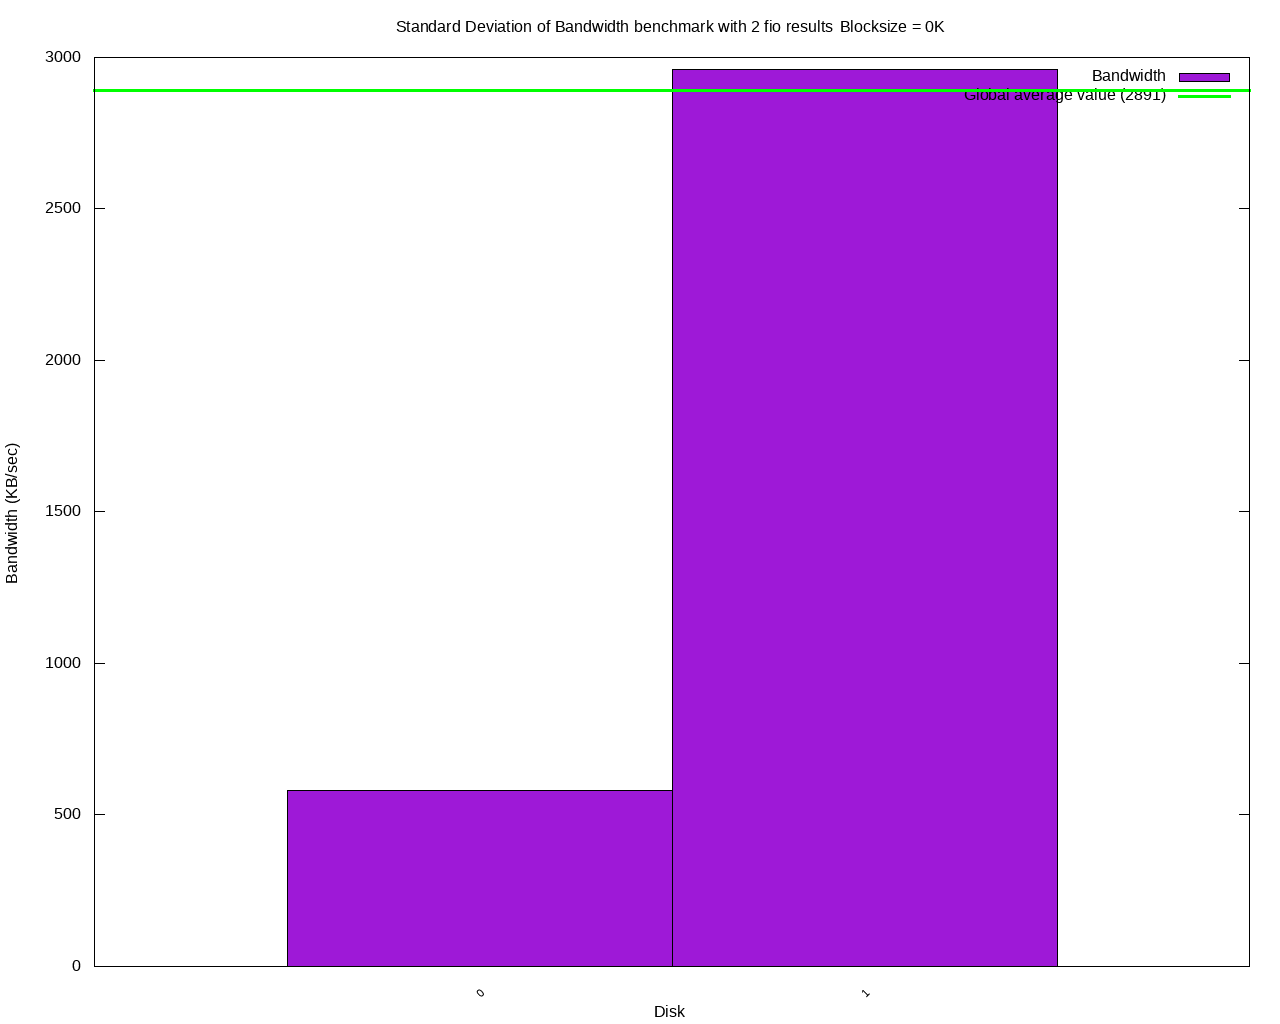 Standard Deviation of Bandwidth benchmark with 2 fio results Blocksize = 0K
3000
2500
2000
1500
1000
500
0
Bandwidth (KB/sec)
Bandwidth
Global average value (2891)
0
1
Disk